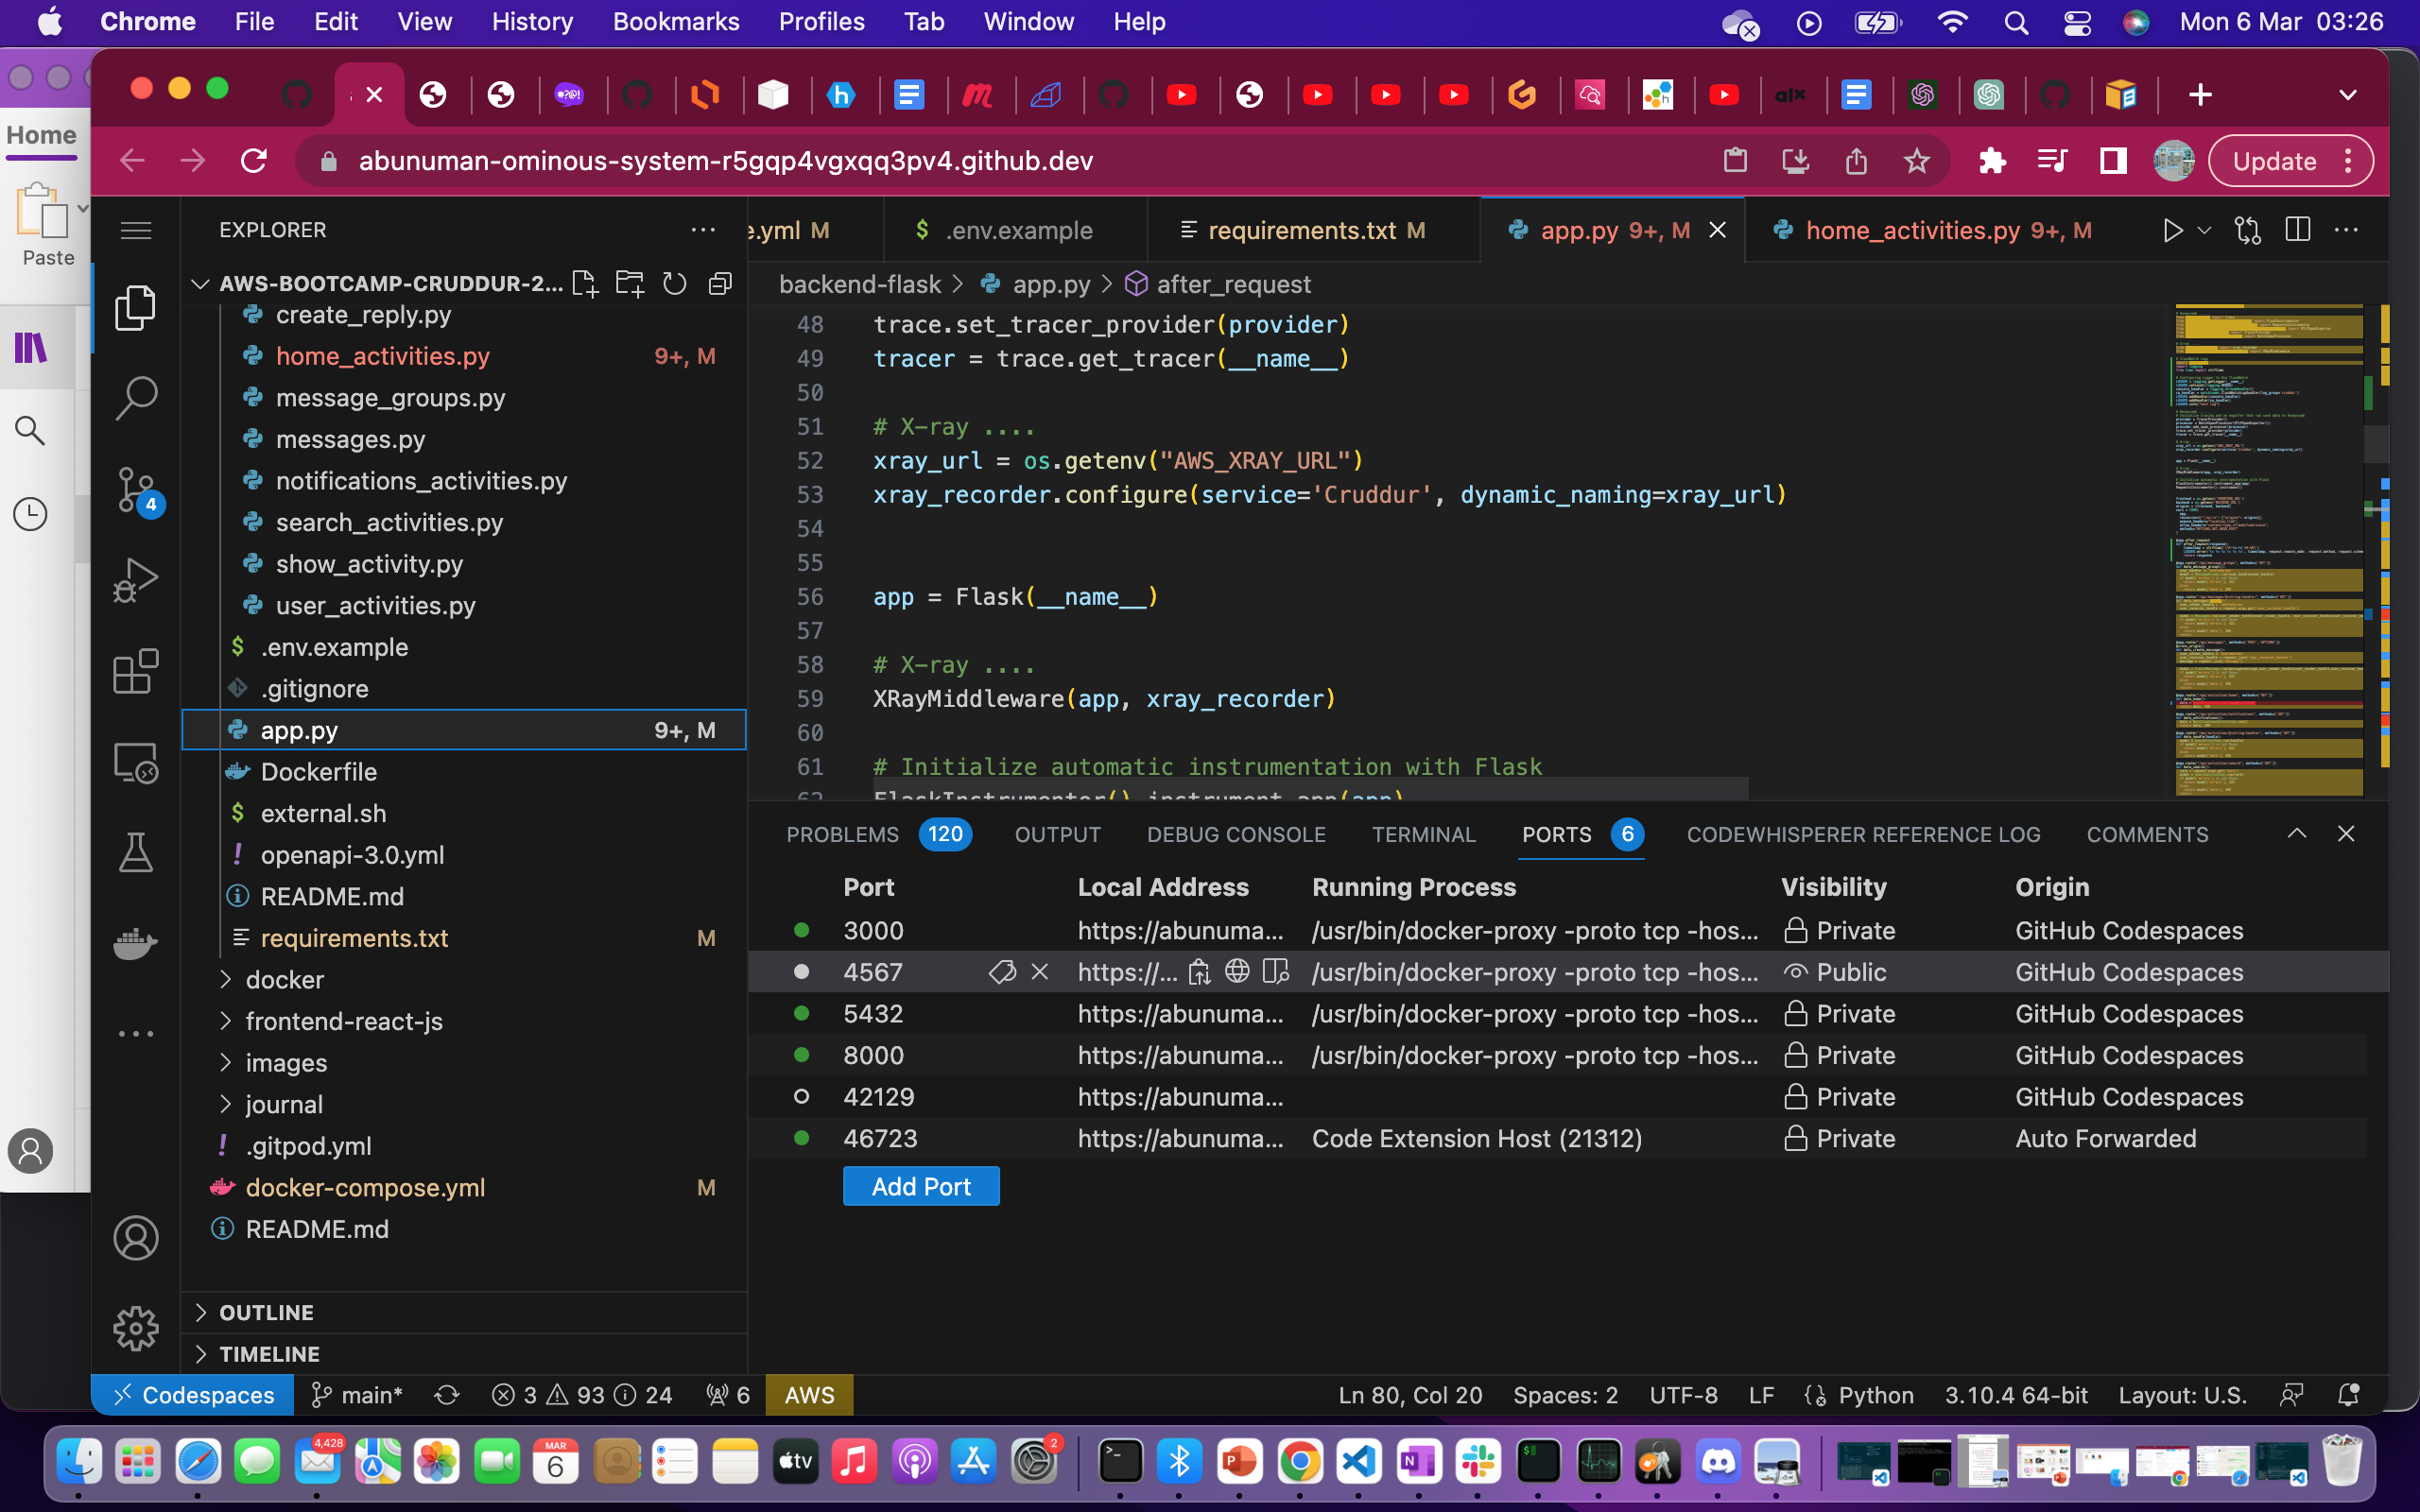 Chrome File Edit View History Bookmarks Profiles Tab Window Help Mon 6 Mar 03:26
alx
Home
Paste
abunuman-ominous-system-r5gqp4vgxqq3pv4.github.dev
Update
EXPLORER
AWS-BOOTCAMP-CRUDDUR-2...
create_reply.py
home_activities.py 9+, M
message_groups.py
messages.py
notifications_activities.py
search_activities.py
show_activity.py
user_activities.py
.env.example
.gitignore
app.py 9+, M
Dockerfile
external.sh
openapi-3.0.yml
README.md
requirements.txt M
docker
frontend-react-js
images
journal
.gitpod.yml
docker-compose.yml M
README.md
OUTLINE
TIMELINE
4
e.yml M .env.example requirements.txt M app.py 9+, M home_activities.py 9+, M
backend-flask > app.py > after_request
48 trace.set_tracer_provider(provider)
49 tracer = trace.get_tracer(__name__)
50
51 # X-ray ....
52 xray_url = os.getenv("AWS_XRAY_URL")
53 xray_recorder.configure(service='Cruddur', dynamic_naming=xray_url)
54
55
56 app = Flask(__name__)
57
58 # X-ray ....
59 XRayMiddleware(app, xray_recorder)
60
61 # Initialize automatic instrumentation with Flask
62 FlaskInstrumentor().instrument_app(app)
PROBLEMS 120 OUTPUT DEBUG CONSOLE TERMINAL PORTS 6 CODEWHISPERER REFERENCE LOG COMMENTS
Port Local Address Running Process Visibility Origin
3000 https://abunuma... /usr/bin/docker-proxy -proto tcp -hos... Private GitHub Codespaces
4567 https://... /usr/bin/docker-proxy -proto tcp -hos... Public GitHub Codespaces
5432 https://abunuma... /usr/bin/docker-proxy -proto tcp -hos... Private GitHub Codespaces
8000 https://abunuma... /usr/bin/docker-proxy -proto tcp -hos... Private GitHub Codespaces
42129 https://abunuma... Private GitHub Codespaces
46723 https://abunuma... Code Extension Host (21312) Private Auto Forwarded
Add Port
Codespaces main* 3 93 24 6 AWS Ln 80, Col 20 Spaces: 2 UTF-8 LF Python 3.10.4 64-bit Layout: U.S.
4,428
MAR
6
tv
2